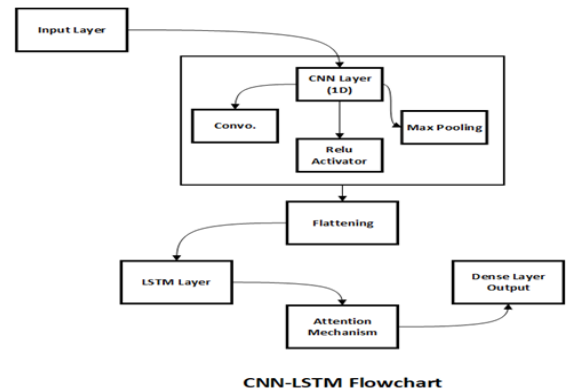 Input Layer
CNN Layer
(1D)
Convo.
Max Pooling
Relu
Activator
Flattening
LSTM Layer
Dense Layer
Output
Attention
Mechanism
CNN-LSTM Flowchart